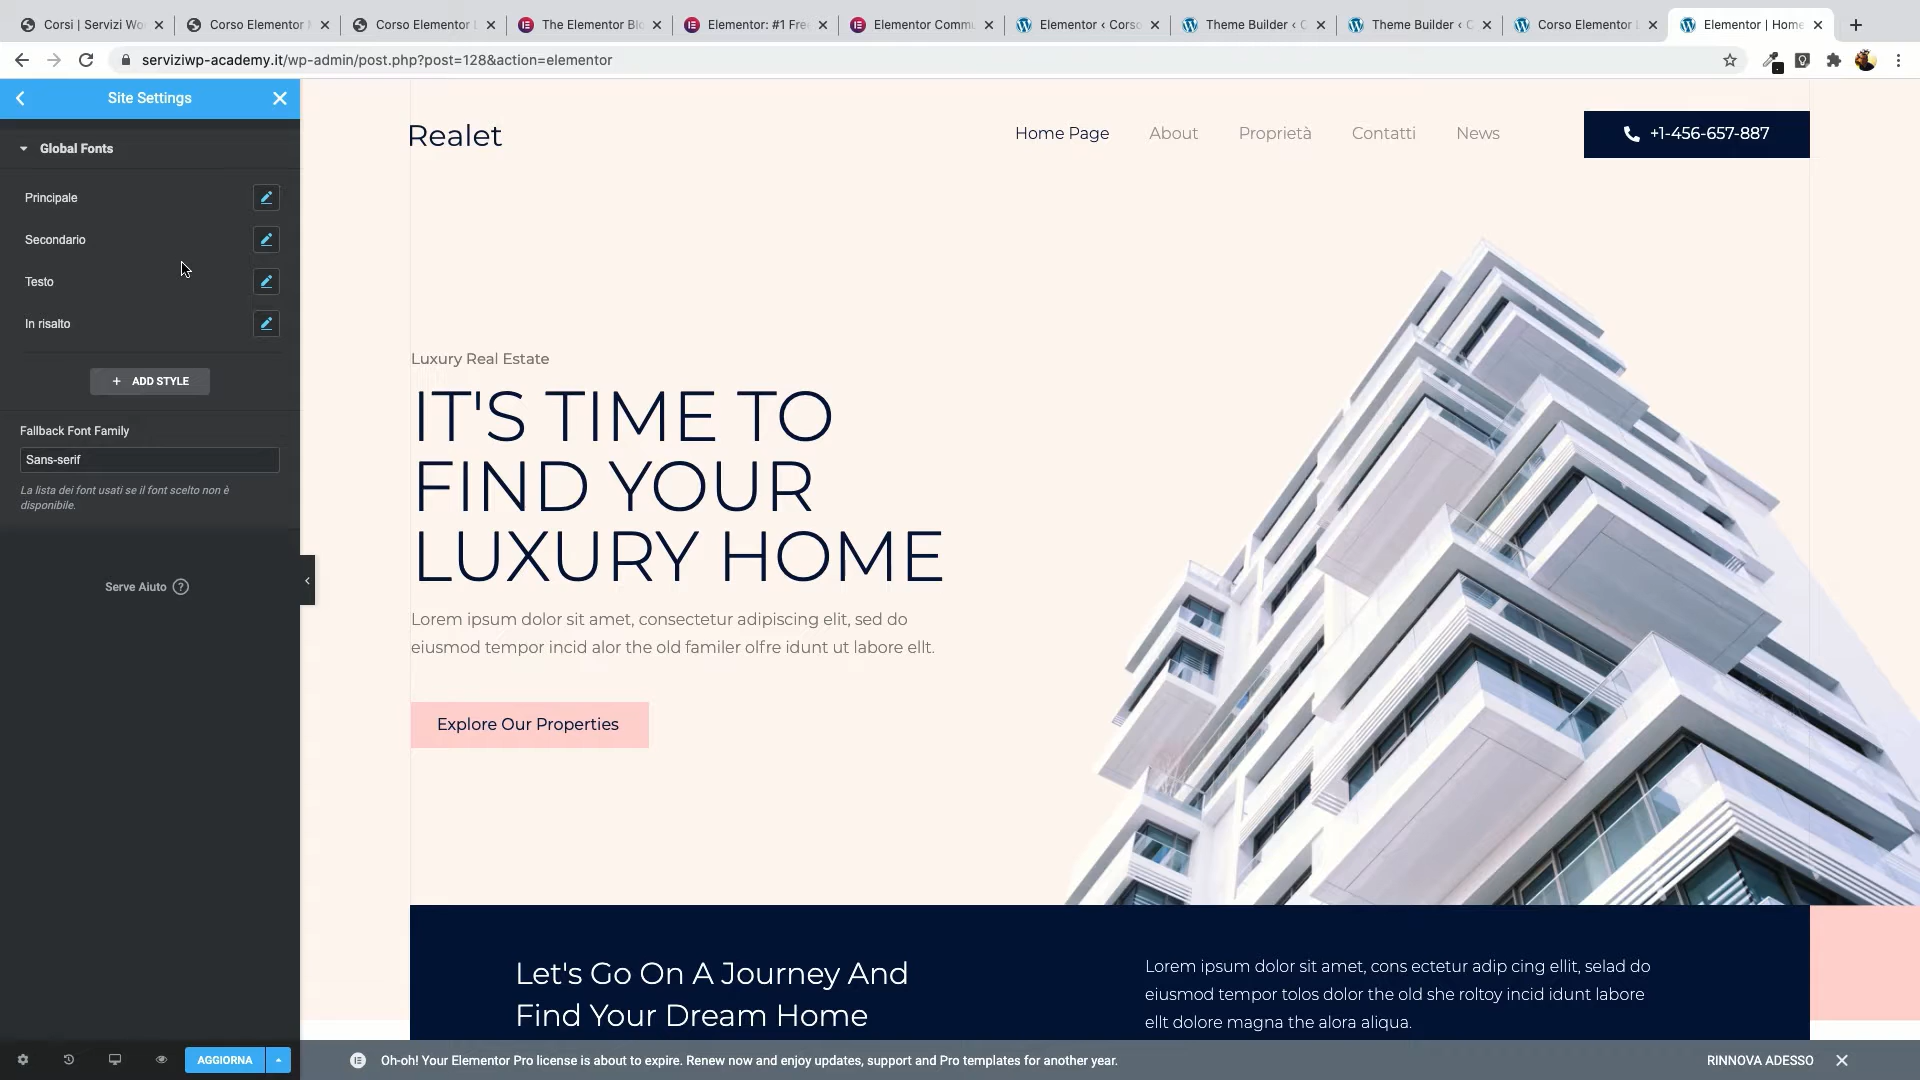 Corsi | Servizi Wo
Corso Elementor
Corso Elementor
The Elementor Bl
Elementor: #1 Fre
Elementor Commu
Elementor ‹ Corso
Theme Builder ‹ C
Theme Builder ‹ C
Corso Elementor
Elementor | Home
serviziwp-academy.it/wp-admin/post.php?post=128&action=elementor
Site Settings
Global Fonts
Principale
Secondario
Testo
In risalto
+ ADD STYLE
Fallback Font Family
Sans-serif
La lista dei font usati se il font scelto non è
disponibile.
Serve Aiuto ?
AGGIORNA
Realet
Home Page
About
Proprietà
Contatti
News
+1-456-657-887
Luxury Real Estate
IT'S TIME TO
FIND YOUR
LUXURY HOME
Lorem ipsum dolor sit amet, consectetur adipiscing elit, sed do
eiusmod tempor incid alor the old familer olfre idunt ut labore ellt.
Explore Our Properties
Let's Go On A Journey And
Find Your Dream Home
Lorem ipsum dolor sit amet, cons ectetur adip cing ellit, selad do
eiusmod tempor tolos dolor the old she roltoy incid idunt labore
ellt dolore magna the alora aliqua.
Oh-oh! Your Elementor Pro license is about to expire. Renew now and enjoy updates, support and Pro templates for another year.
RINNOVA ADESSO